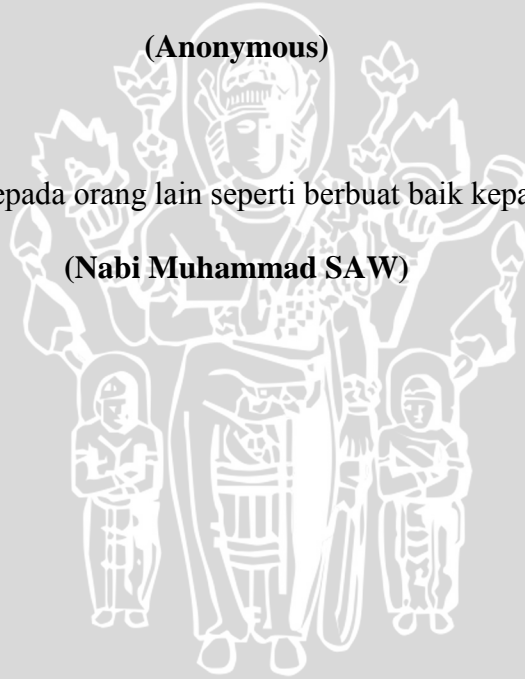 (Anonymous)
epada orang lain seperti berbuat baik kepa
(Nabi Muhammad SAW)